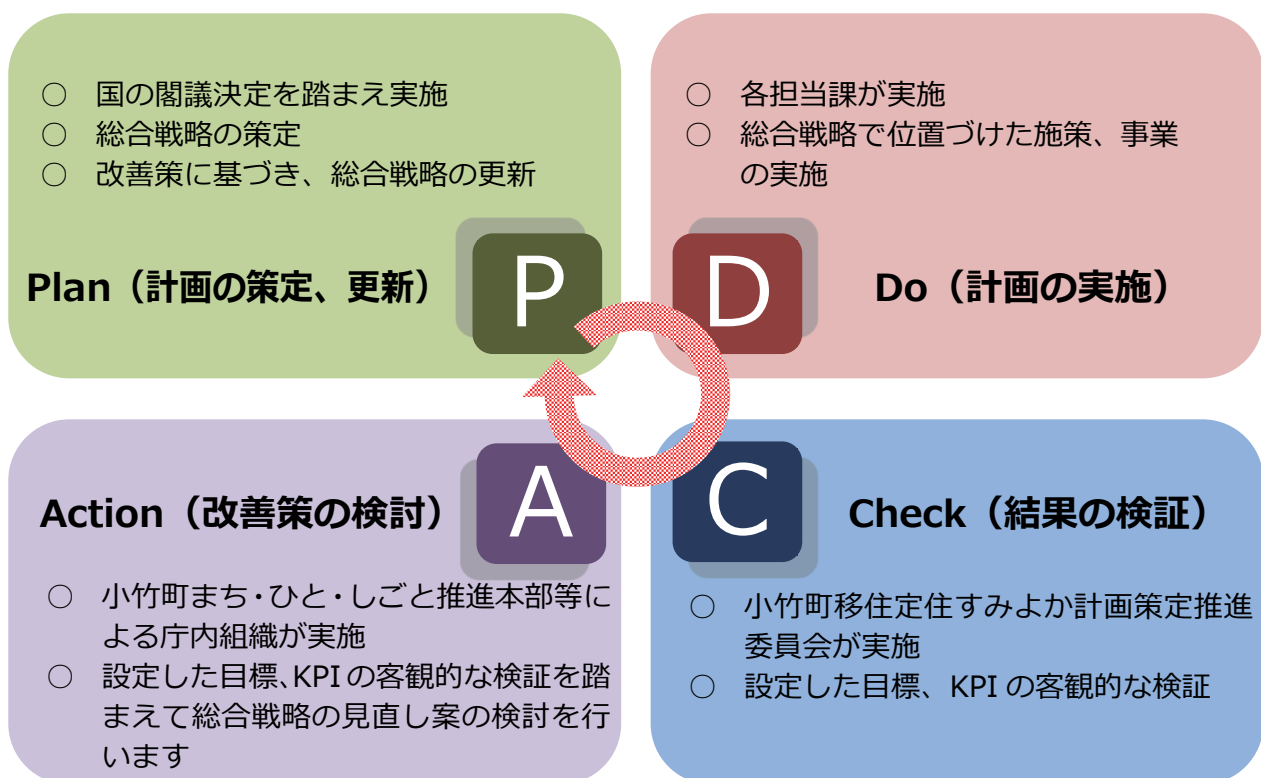 ○ 国の閣議決定を踏まえ実施
○ 総合戦略の策定
○ 改善策に基づき、総合戦略の更新
Plan（計画の策定、更新）
P
○ 各担当課が実施
○ 総合戦略で位置づけた施策、事業
の実施
D
Do（計画の実施）
Action（改善策の検討）
A
○ 小竹町まち・ひと・しごと推進本部等に
よる庁内組織が実施
○ 設定した目標、KPI の客観的な検証を踏
まえて総合戦略の見直し案の検討を行
います
C
Check（結果の検証）
○ 小竹町移住定住すみよか計画策定推進
委員会が実施
○ 設定した目標、KPI の客観的な検証